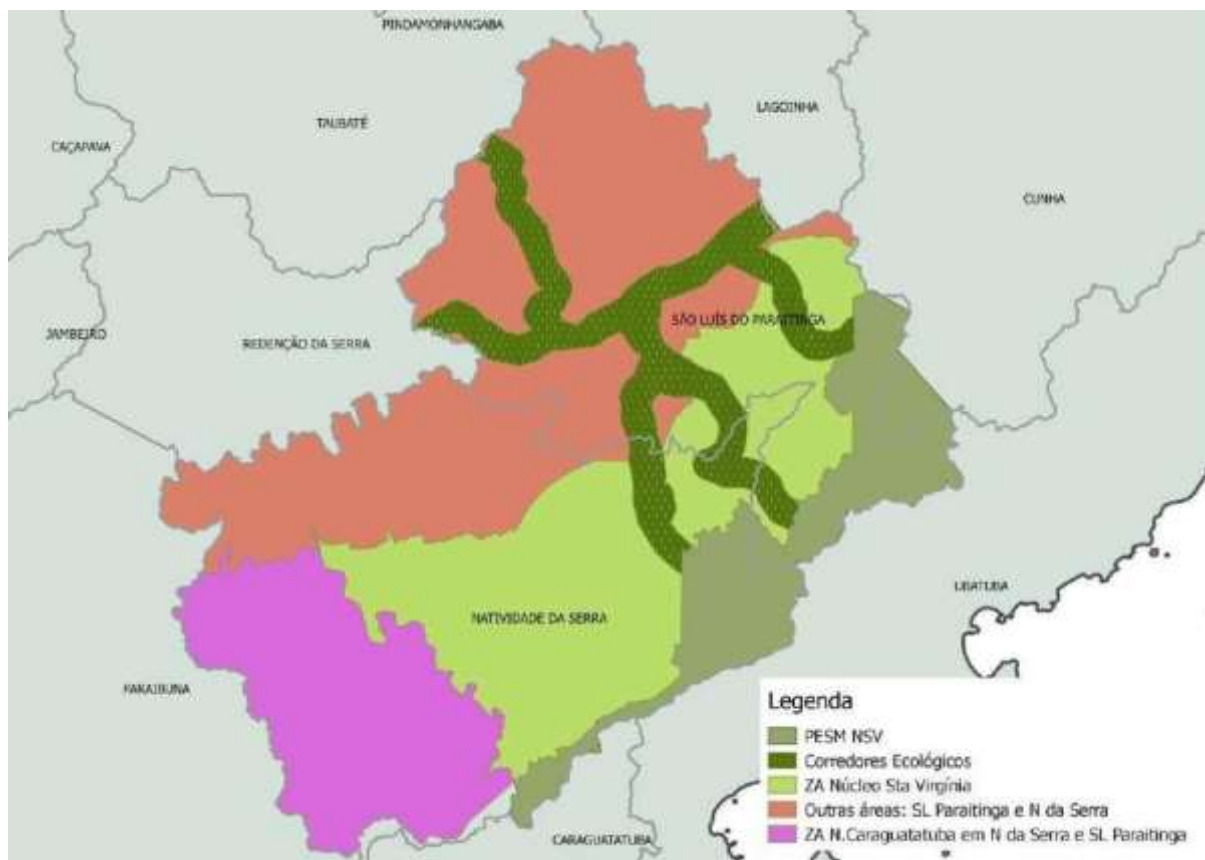 PINDAMONHANGABA
LAGOINHA
TAUBATÉ
CAÇAPAVA
CUNHA
SÃO LUÍS DO PARAITINGA
JAMBEIRO
REDENÇÃO DA SERRA
UBATUBA
NATIVIDADE DA SERRA
PARAIBUNA
CARAGUATATUBA
Legenda
PESM NSV
Corredores Ecológicos
ZA Núcleo Sta Virgínia
Outras áreas: SL Paraitinga e N da Serra
ZA N.Caraguatatuba em N da Serra e SL Paraitinga